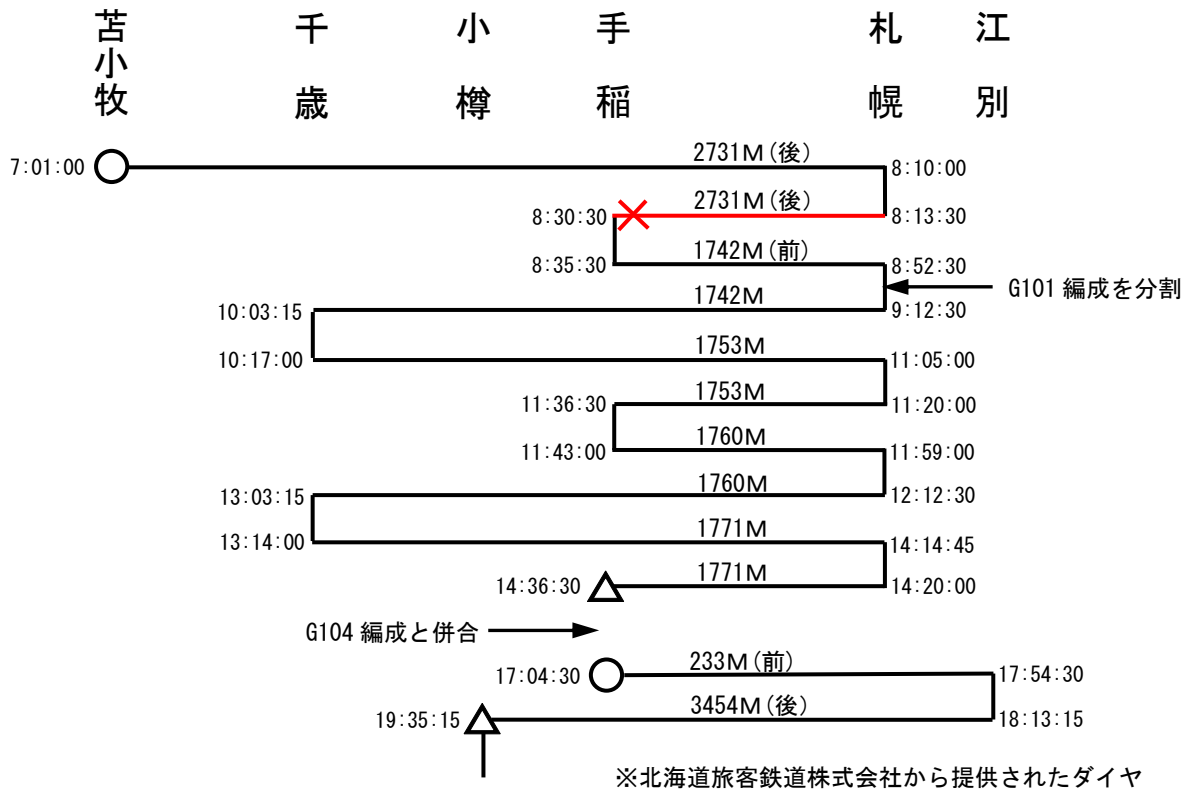 苫小牧 千歳 小樽 手稲 札幌 江別
2731M(後)
7:01:00 8:10:00
2731M(後)
8:30:30 8:13:30
1742M(前)
8:35:30 8:52:30
G101 編成を分割
1742M
10:03:15 9:12:30
1753M
10:17:00 11:05:00
1753M
11:36:30 11:20:00
1760M
11:43:00 11:59:00
1760M
13:03:15 12:12:30
1771M
13:14:00 14:14:45
1771M
14:36:30 14:20:00
G104 編成と併合
233M(前)
17:04:30 17:54:30
3454M(後)
19:35:15 18:13:15
※北海道旅客鉄道株式会社から提供されたダイヤ